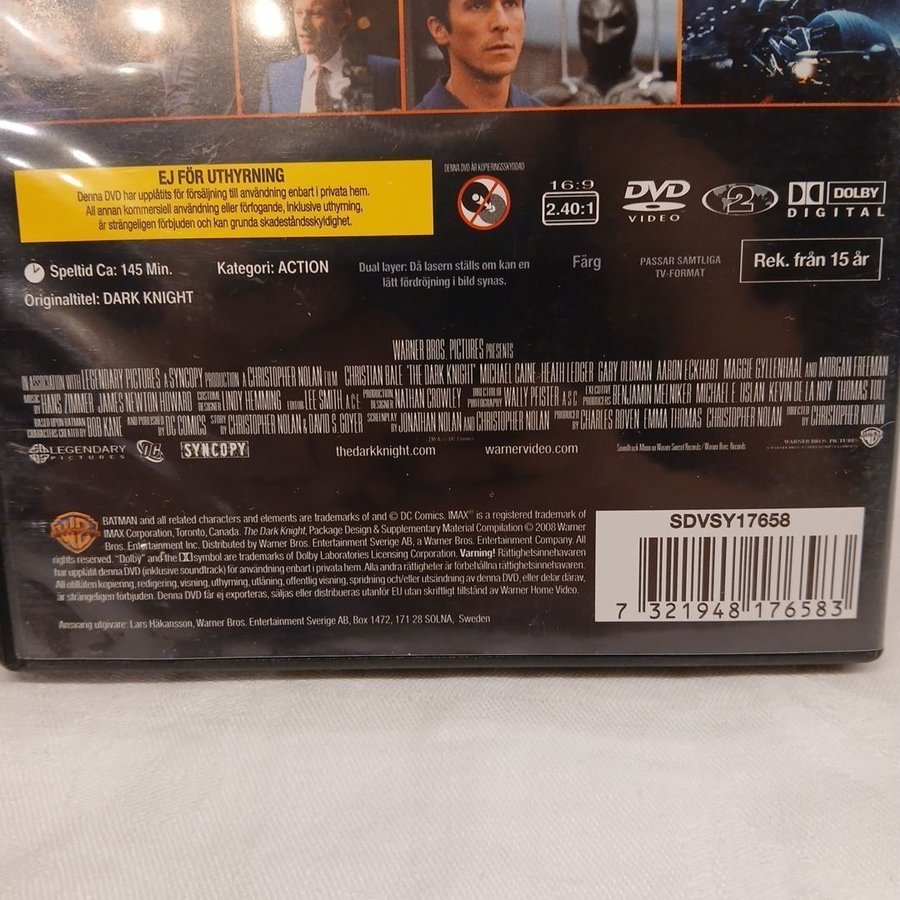 EJ FÖR UTHYRNING
Denna DVD har upplåtits för försäljning till användning enbart i privata hem.
All annan kommersiell användning eller förfogande, inklusive uthyrning,
är strängeligen förbjuden och kan grunda skadeståndsskyldighet.
DENNA DVD ÄR KOPIERINGSSKYDDAD
16:9
2.40:1
DVD
VIDEO
2
DOLBY
DIGITAL
Speltid Ca: 145 Min.
Kategori: ACTION
Originaltitel: DARK KNIGHT
Dual layer: Då lasern ställs om kan en
lätt fördröjning i bild synas.
Färg
PASSAR SAMTLIGA
TV-FORMAT
Rek. från 15 år
WARNER BROS. PICTURES PRESENTS
IN ASSOCIATION WITH LEGENDARY PICTURES A SYNCOPY PRODUCTION A CHRISTOPHER NOLAN FILM CHRISTIAN BALE "THE DARK KNIGHT" MICHAEL CAINE HEATH LEDGER GARY OLDMAN AARON ECKHART MAGGIE GYLLENHAAL AND MORGAN FREEMAN
MUSIC BY HANS ZIMMER JAMES NEWTON HOWARD COSTUME DESIGNER LINDY HEMMING EDITOR LEE SMITH A.C.E. PRODUCTION DESIGNER NATHAN CROWLEY DIRECTOR OF PHOTOGRAPHY WALLY PFISTER A.S.C. EXECUTIVE PRODUCERS BENJAMIN MELNIKER MICHAEL E. USLAN KEVIN DE LA NOY THOMAS TULL
BASED UPON BATMAN CHARACTERS CREATED BY BOB KANE AND PUBLISHED BY DC COMICS STORY BY CHRISTOPHER NOLAN & DAVID S. GOYER SCREENPLAY BY JONATHAN NOLAN AND CHRISTOPHER NOLAN PRODUCED BY CHARLES ROVEN EMMA THOMAS CHRISTOPHER NOLAN DIRECTED BY CHRISTOPHER NOLAN
TM & © DC Comics
LEGENDARY
PICTURES
DC
SYNCOPY
thedarkknight.com
warnervideo.com
Soundtrack Album on Warner Sunset Records/Warner Bros. Records
WARNER BROS. PICTURES
BATMAN and all related characters and elements are trademarks of and © DC Comics. IMAX® is a registered trademark of
IMAX Corporation, Toronto, Canada. The Dark Knight, Package Design & Supplementary Material Compilation © 2008 Warner
Bros. Entertainment Inc. Distributed by Warner Bros. Entertainment Sverige AB, a Warner Bros. Entertainment Company. All
rights reserved. "Dolby" and the symbol are trademarks of Dolby Laboratories Licensing Corporation. Varning! Rättighetsinnehavaren
har upplåtit denna DVD (inklusive soundtrack) för användning enbart i privata hem. Alla andra rättigheter är förbehållna rättighetsinnehavaren.
All otillåten kopiering, redigering, visning, uthyrning, utlåning, offentlig visning, spridning och/eller utsändning av denna DVD, eller delar därav,
är strängeligen förbjuden. Denna DVD får ej exporteras, säljas eller distribueras utanför EU utan skriftligt tillstånd av Warner Home Video.
Ansvarig utgivare: Lars Håkansson, Warner Bros. Entertainment Sverige AB, Box 1472, 171 28 SOLNA, Sweden
SDVSY17658
7 321948 176583